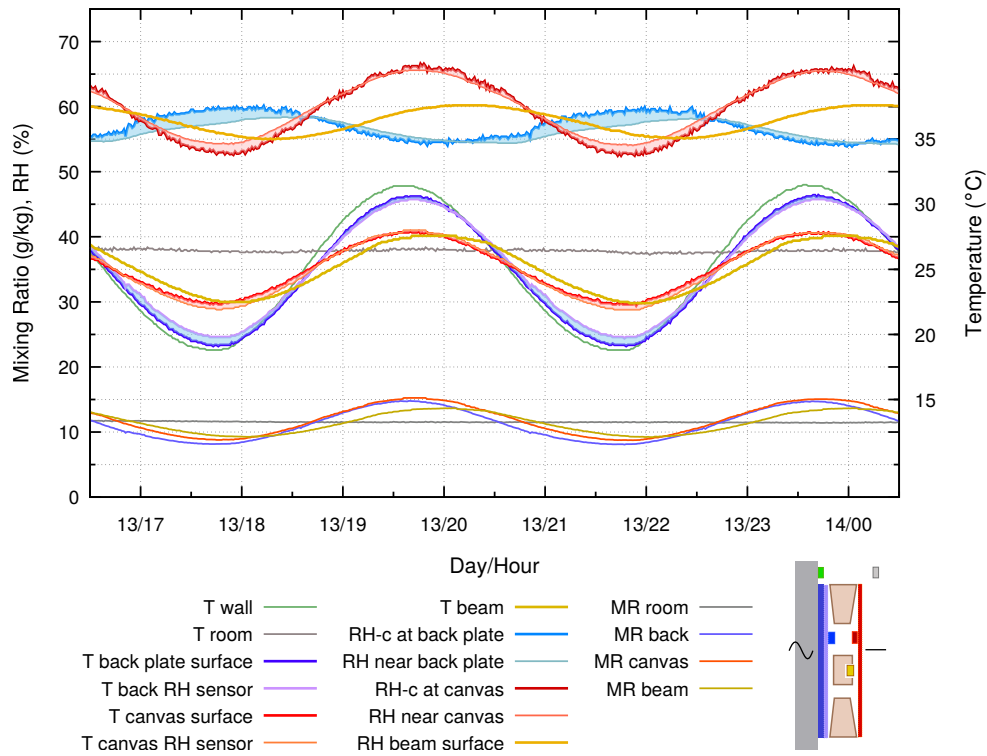 70
60
50
40
30
20
10
0
Mixing Ratio (g/kg), RH (%)
35
30
25
20
15
Temperature (°C)
13/17 13/18 13/19 13/20 13/21 13/22 13/23 14/00
Day/Hour
T wall
T room
T back plate surface
T back RH sensor
T canvas surface
T canvas RH sensor
T beam
RH-c at back plate
RH near back plate
RH-c at canvas
RH near canvas
RH beam surface
MR room
MR back
MR canvas
MR beam